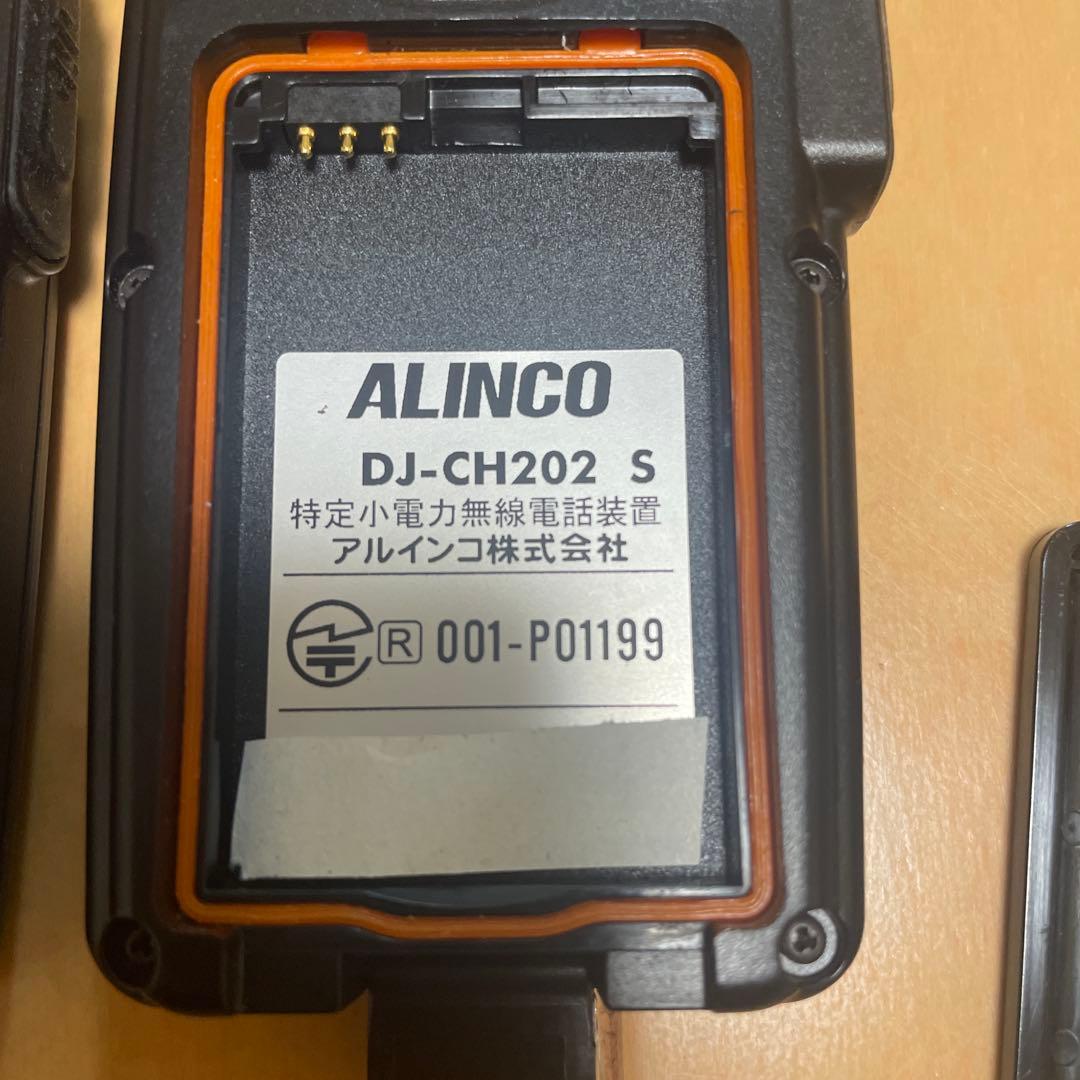 ALINCO
DJ-CH202 S
特定小電力無線電話装置
アルインコ株式会社
R 001-P01199